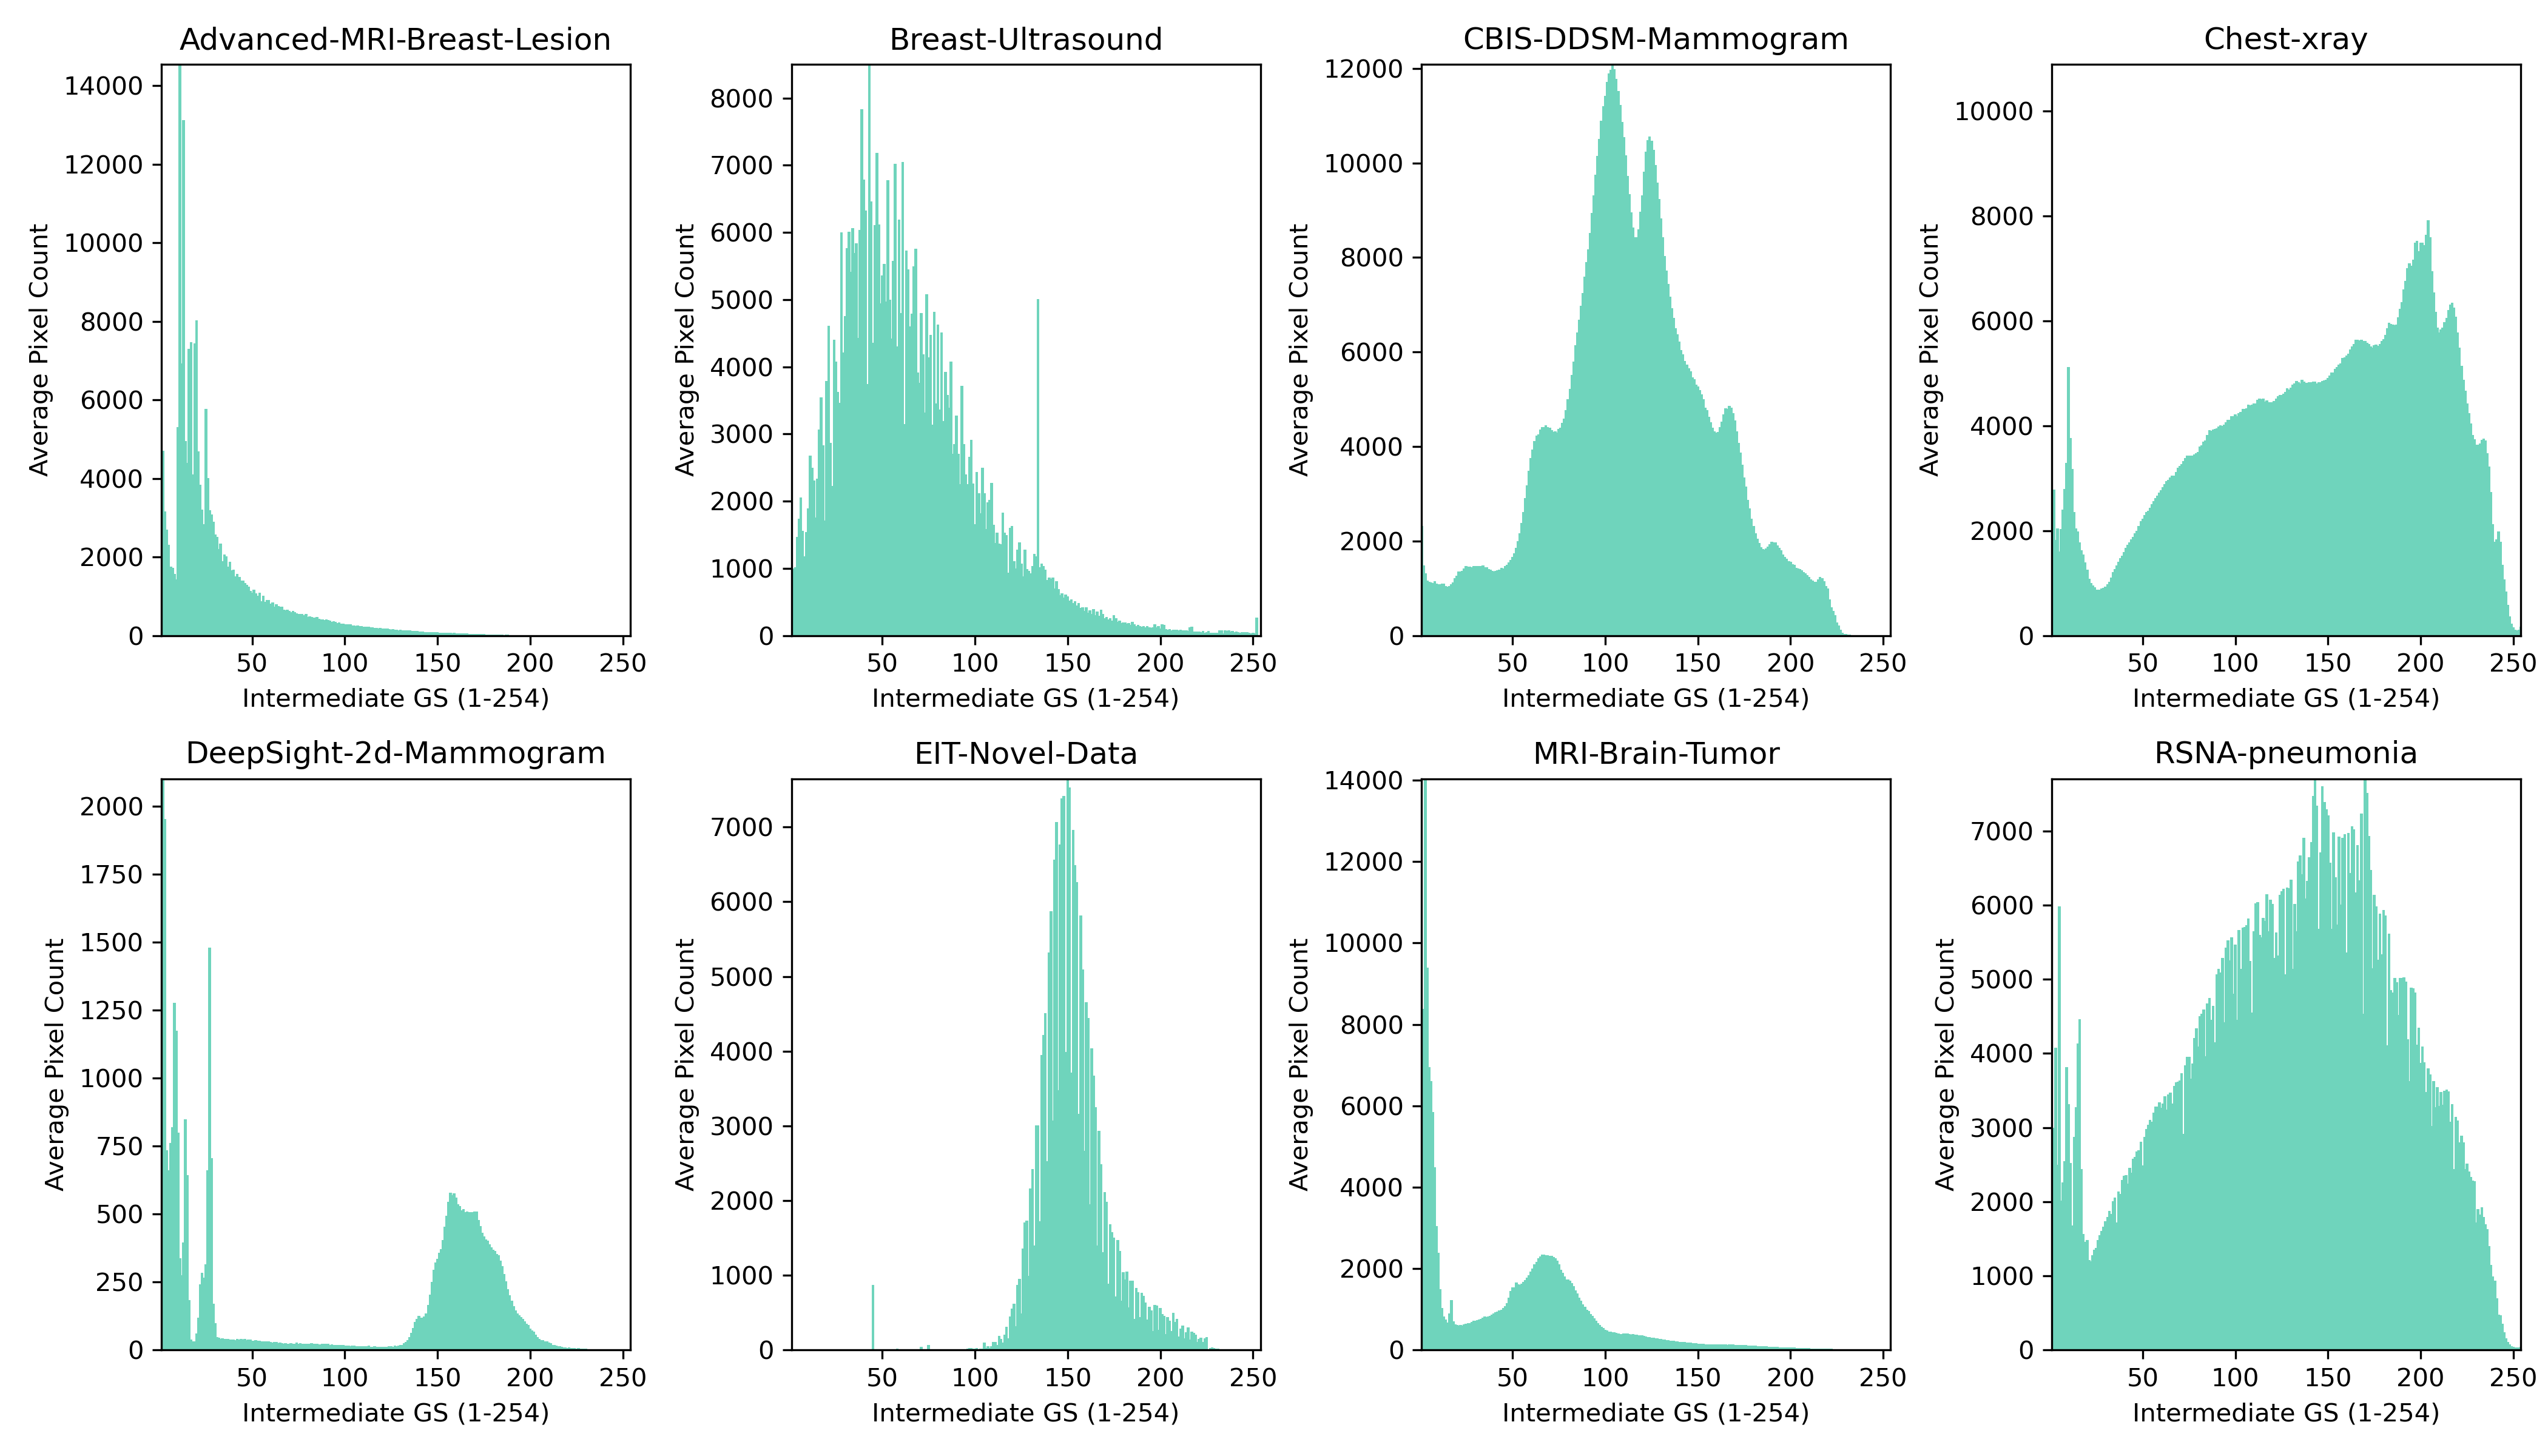 Advanced-MRI-Breast-Lesion
14000
12000
10000
8000
6000
4000
2000
0
Average Pixel Count
50 100 150 200 250
Intermediate GS (1-254)
Breast-Ultrasound
8000
7000
6000
5000
4000
3000
2000
1000
0
Average Pixel Count
50 100 150 200 250
Intermediate GS (1-254)
CBIS-DDSM-Mammogram
12000
10000
8000
6000
4000
2000
0
Average Pixel Count
50 100 150 200 250
Intermediate GS (1-254)
Chest-xray
10000
8000
6000
4000
2000
0
Average Pixel Count
50 100 150 200 250
Intermediate GS (1-254)
DeepSight-2d-Mammogram
2000
1750
1500
1250
1000
750
500
250
0
Average Pixel Count
50 100 150 200 250
Intermediate GS (1-254)
EIT-Novel-Data
7000
6000
5000
4000
3000
2000
1000
0
Average Pixel Count
50 100 150 200 250
Intermediate GS (1-254)
MRI-Brain-Tumor
14000
12000
10000
8000
6000
4000
2000
0
Average Pixel Count
50 100 150 200 250
Intermediate GS (1-254)
RSNA-pneumonia
7000
6000
5000
4000
3000
2000
1000
0
Average Pixel Count
50 100 150 200 250
Intermediate GS (1-254)